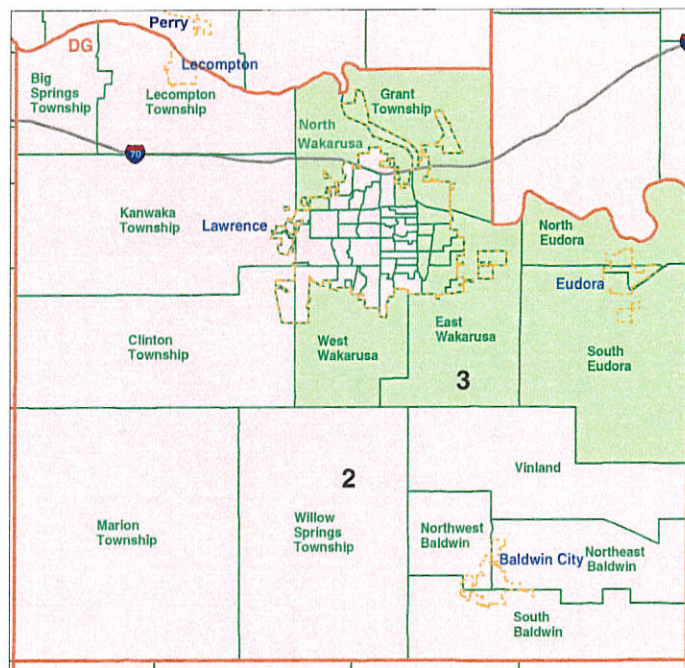 Perry
DG
Lecompton
Big
Springs
Township
Lecompton
Township
Grant
Township
North
Wakarusa
70
Kanwaka
Township
Lawrence
North
Eudora
Eudora
Clinton
Township
West
Wakarusa
East
Wakarusa
South
Eudora
3
2
Vinland
Marion
Township
Willow
Springs
Township
Northwest
Baldwin
Baldwin City
Northeast
Baldwin
South
Baldwin